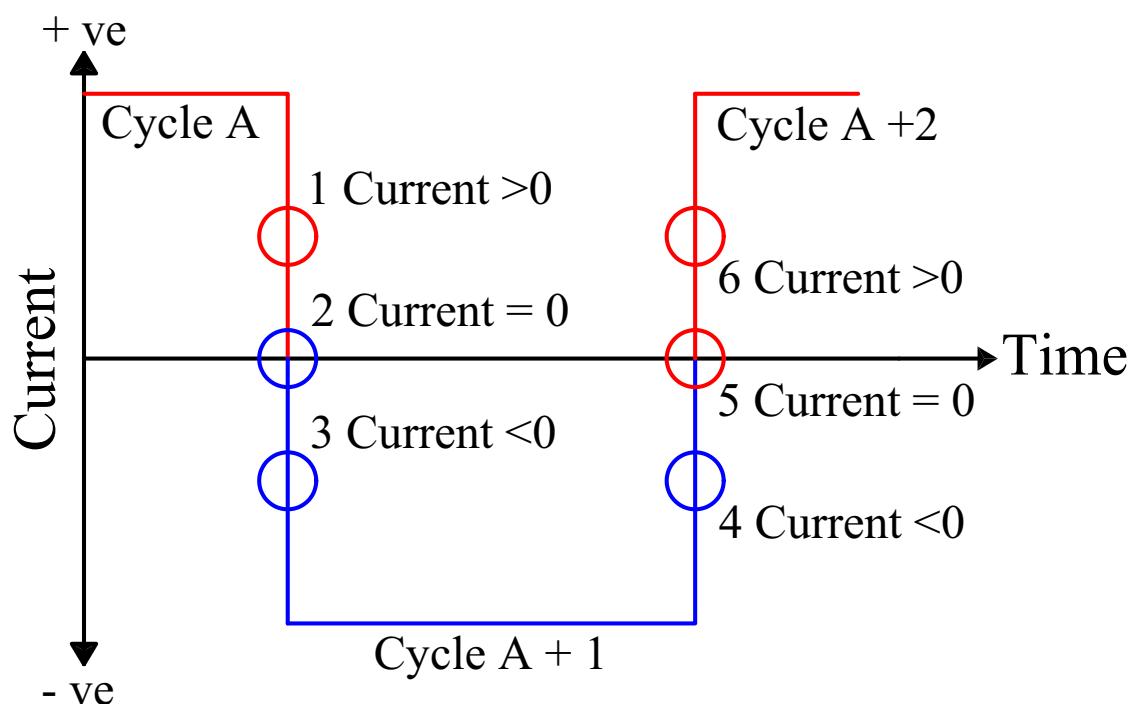 + ve
Cycle A
Cycle A +2
1 Current >0
6 Current >0
2 Current = 0
Time
Current
5 Current = 0
3 Current <0
4 Current <0
Cycle A + 1
- ve